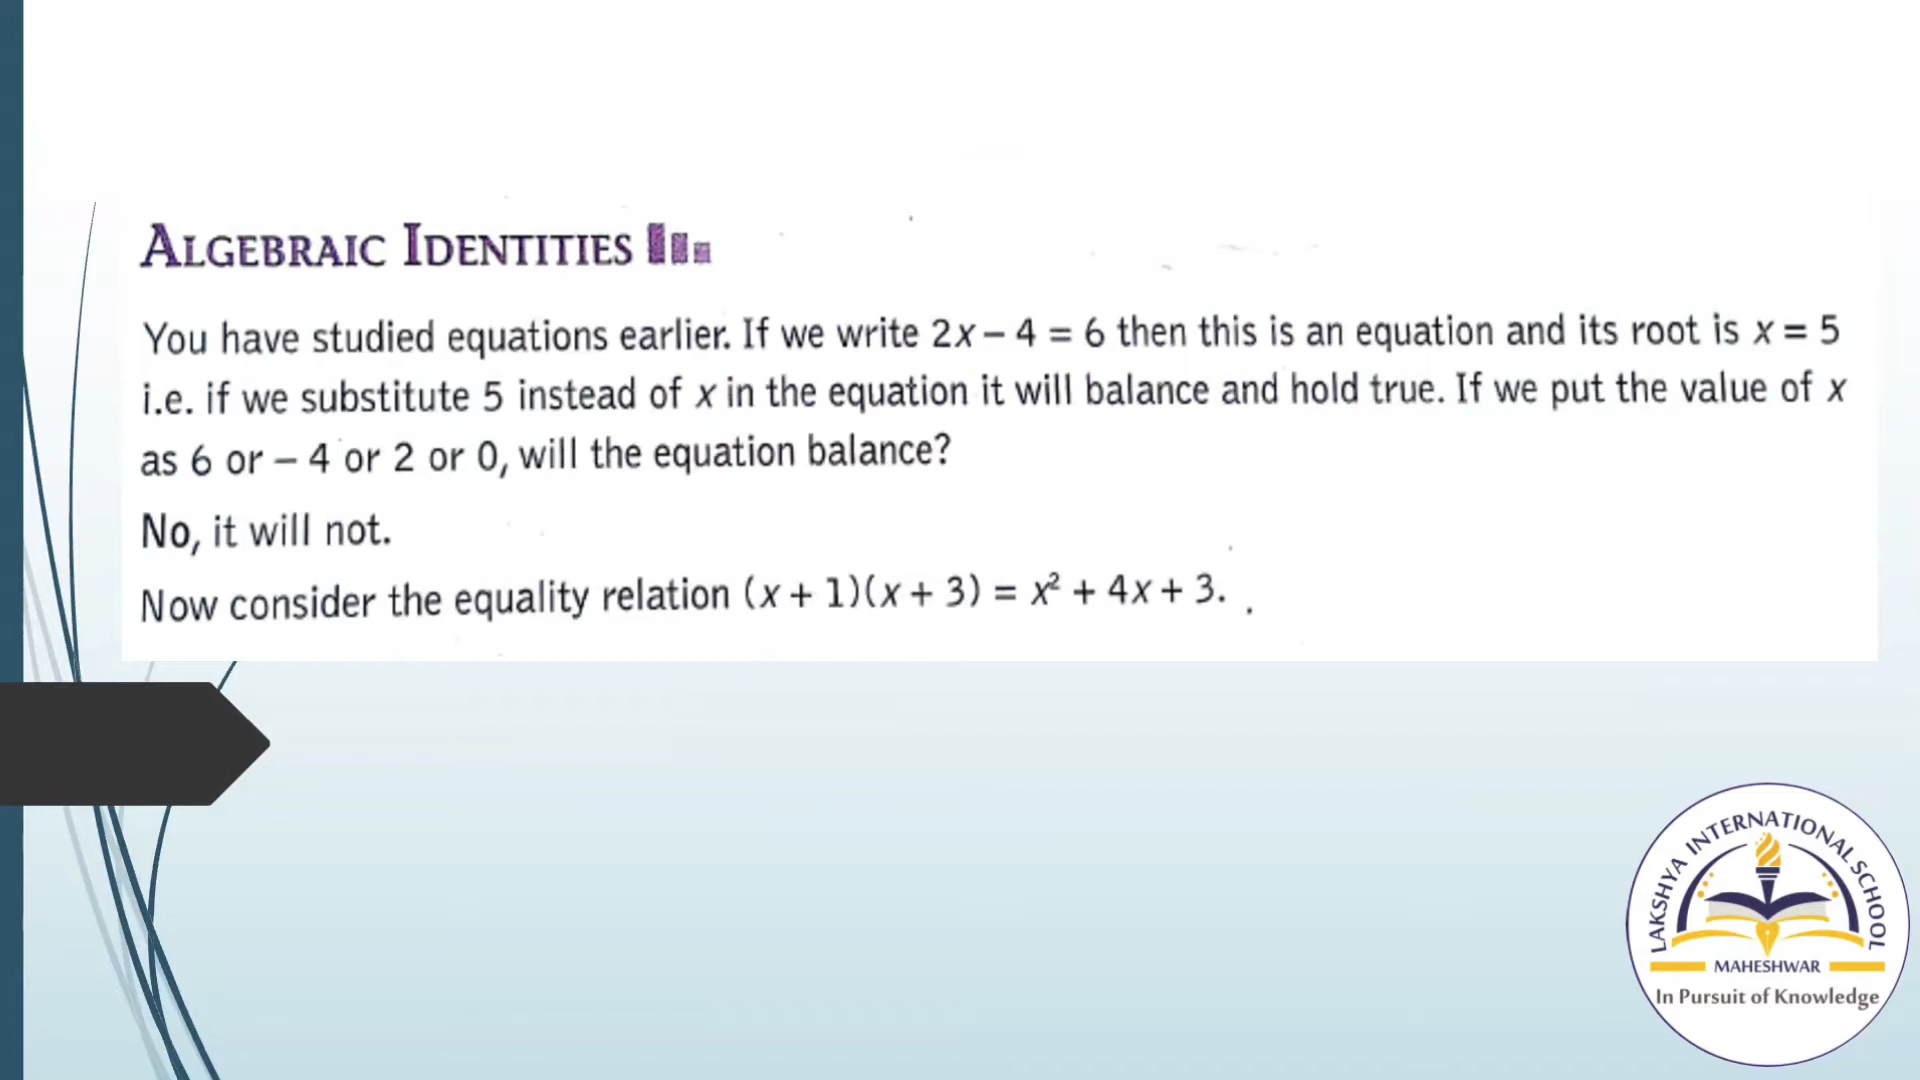 ALGEBRAIC IDENTITIES
You have studied equations earlier. If we write 2x – 4 = 6 then this is an equation and its root is x = 5
i.e. if we substitute 5 instead of x in the equation it will balance and hold true. If we put the value of x
as 6 or – 4 or 2 or 0, will the equation balance?
No, it will not.
Now consider the equality relation (x + 1)(x + 3) = x² + 4x + 3.
LAKSHYA INTERNATIONAL SCHOOL
MAHESHWAR
In Pursuit of Knowledge